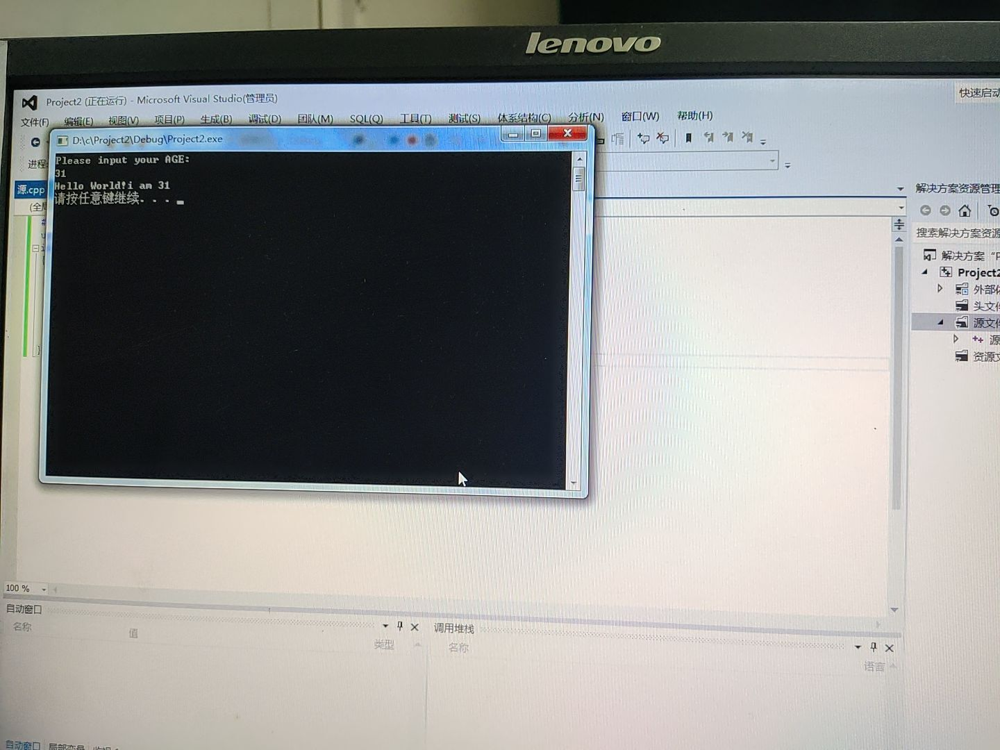 lenovo
Project2 (正在运行) - Microsoft Visual Studio(管理员)
快速启动
文件(F) 编辑(E) 视图(V) 项目(P) 生成(B) 调试(D) 团队(M) SQL(Q) 工具(T) 测试(S) 体系结构(C) 分析(N) 窗口(W) 帮助(H)
D:\c\Project2\Debug\Project2.exe
进程
Please input your AGE:
31
Hello World!i am 31
请按任意键继续. . .
源.cpp
(全局
解决方案资源管理
搜索解决方案资源
解决方案 "P
Project2
外部依
头文件
源文件
源
资源文
100 %
自动窗口
名称 值 类型
调用堆栈
名称 语言
自动窗口 局部变量